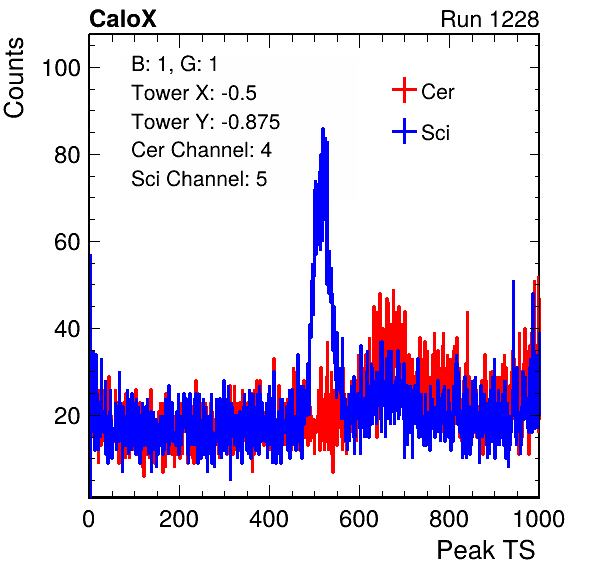 CaloX
Run 1228
Counts
B: 1, G: 1
Tower X: -0.5
Tower Y: -0.875
Cer Channel: 4
Sci Channel: 5
Cer
Sci
100
80
60
40
20
0 200 400 600 800 1000
Peak TS